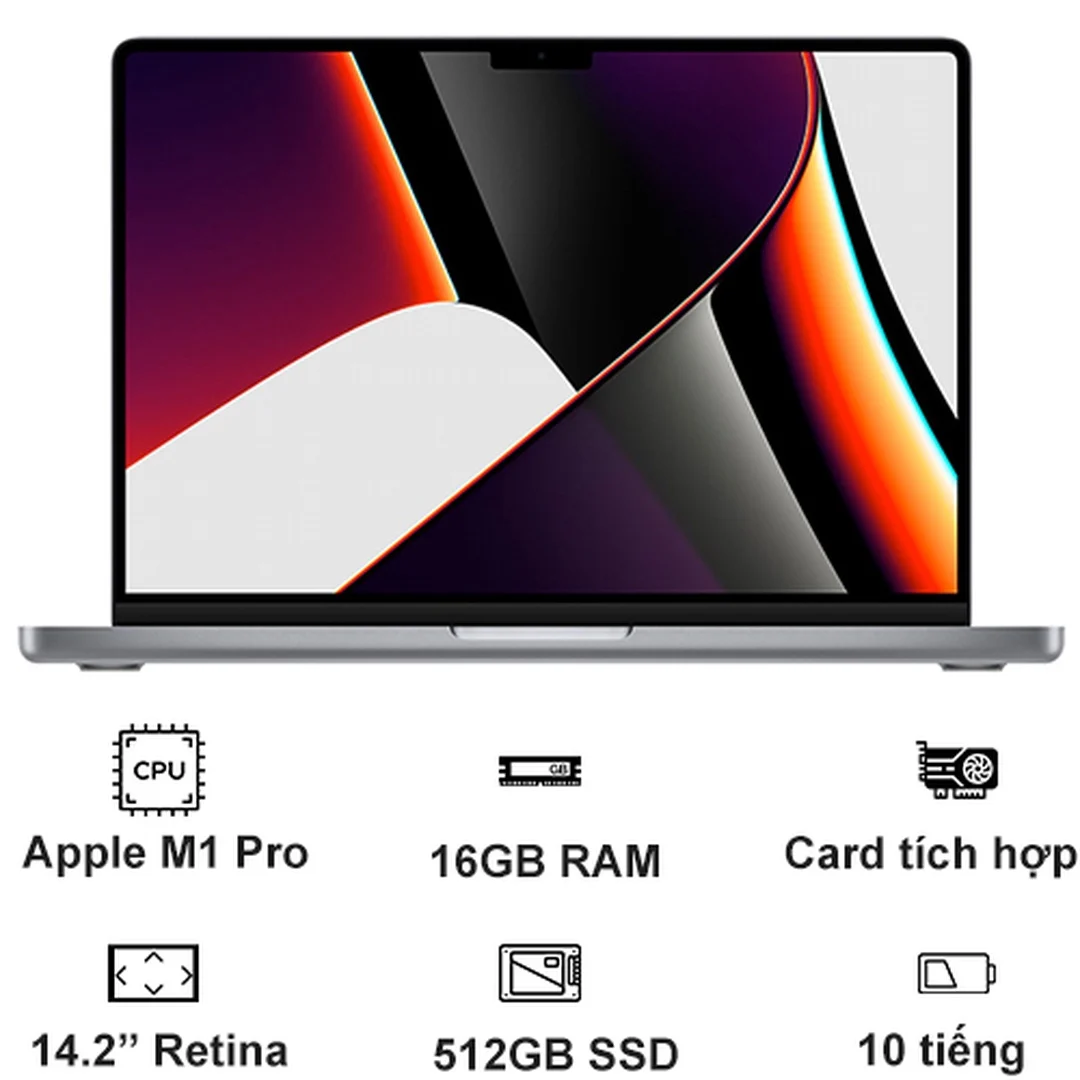 CPU
GB
Apple M1 Pro
16GB RAM
Card tích hợp
14.2” Retina
512GB SSD
10 tiếng